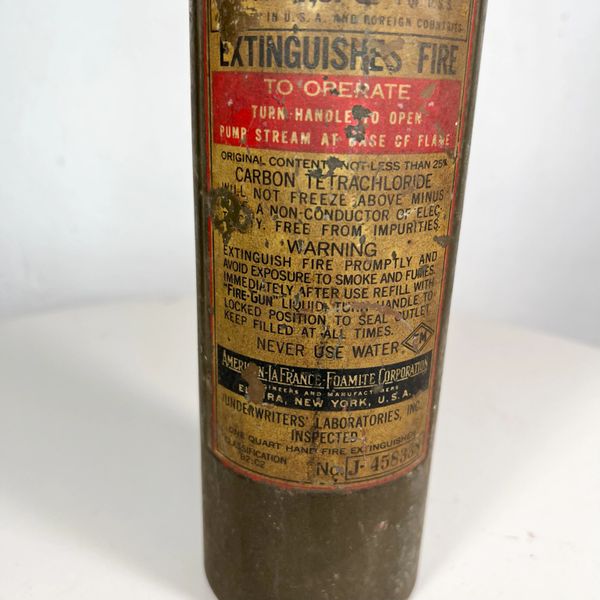 IN U.S.A. AND FOREIGN COUNTRIES
EXTINGUISHES FIRE
TO OPERATE
TURN HANDLE TO OPEN
PUMP STREAM AT BASE OF FLAME
ORIGINAL CONTENTS NOT LESS THAN 25%
CARBON TETRACHLORIDE
WILL NOT FREEZE ABOVE MINUS
A NON-CONDUCTOR OF ELEC-
Y, FREE FROM IMPURITIES.
WARNING
EXTINGUISH FIRE PROMPTLY AND
AVOID EXPOSURE TO SMOKE AND FUMES.
IMMEDIATELY AFTER USE REFILL WITH
"FIRE-GUN" LIQUID. TURN HANDLE TO
LOCKED POSITION, TO SEAL OUTLET.
KEEP FILLED AT ALL TIMES.
NEVER USE WATER
AMERICAN-LAFRANCE-FOAMITE CORPORATION
ENGINEERS AND MANUFACTURERS
ELMIRA, NEW YORK, U.S.A.
UNDERWRITERS' LABORATORIES, INC.
INSPECTED
ONE QUART HAND FIRE EXTINGUISHER
CLASSIFICATION
B2:C2
No. J-45833